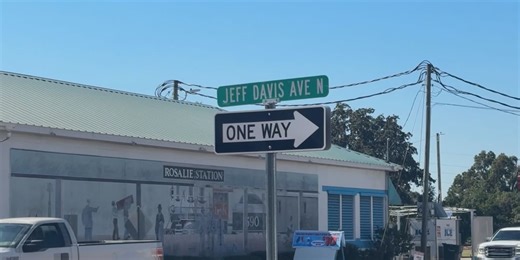 JEFF DAVIS AVE N
ONE WAY
ROSALIE STATION